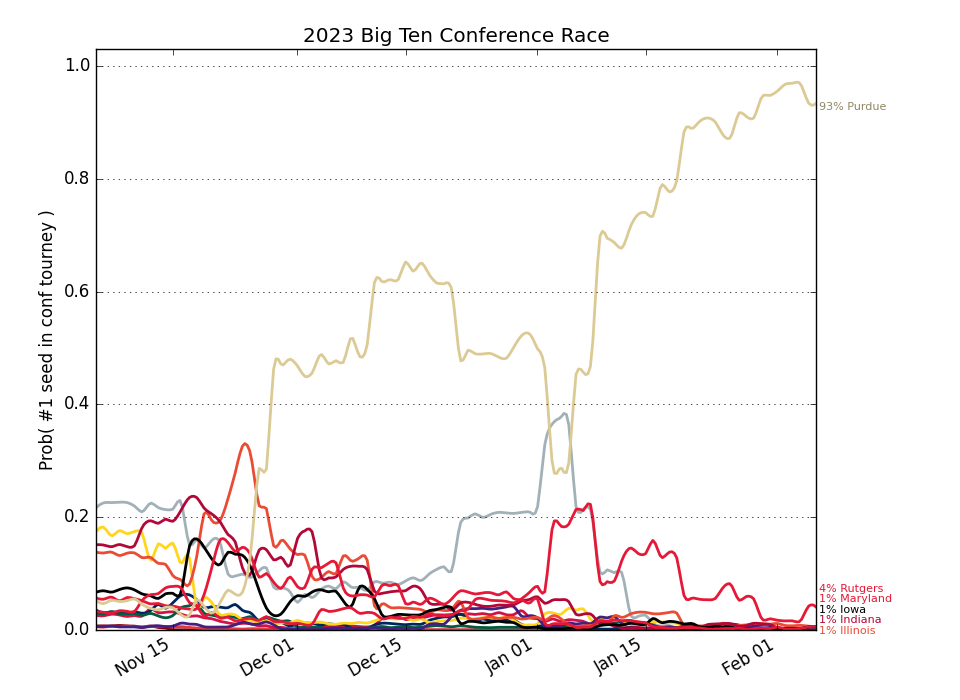 2023 Big Ten Conference Race
Prob( #1 seed in conf tourney )
1.0
0.8
0.6
0.4
0.2
0.0
Nov 15
Dec 01
Dec 15
Jan 01
Jan 15
Feb 01
93% Purdue
4% Rutgers
1% Maryland
1% Iowa
1% Indiana
1% Illinois